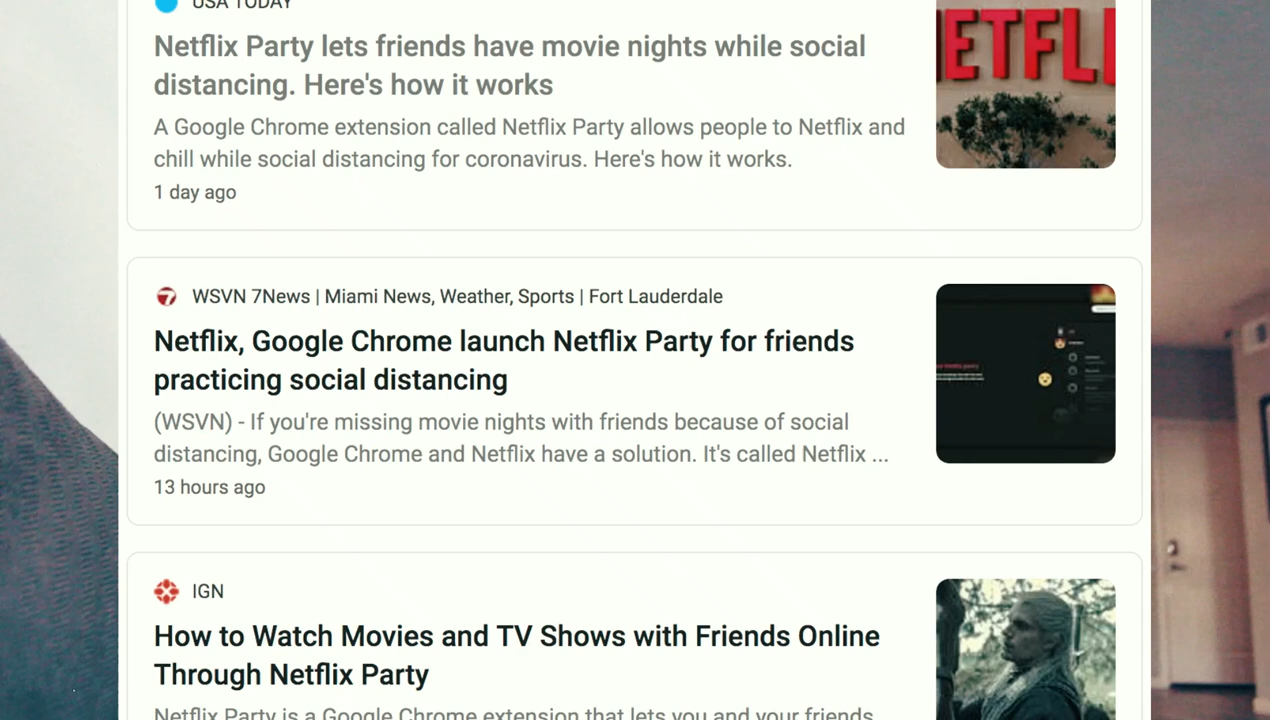 USA TODAY
Netflix Party lets friends have movie nights while social
distancing. Here's how it works
A Google Chrome extension called Netflix Party allows people to Netflix and
chill while social distancing for coronavirus. Here's how it works.
1 day ago
NETFLI
WSVN 7News | Miami News, Weather, Sports | Fort Lauderdale
Netflix, Google Chrome launch Netflix Party for friends
practicing social distancing
(WSVN) - If you're missing movie nights with friends because of social
distancing, Google Chrome and Netflix have a solution. It's called Netflix ...
13 hours ago
IGN
How to Watch Movies and TV Shows with Friends Online
Through Netflix Party
Netflix Party is a Google Chrome extension that lets you and your friends